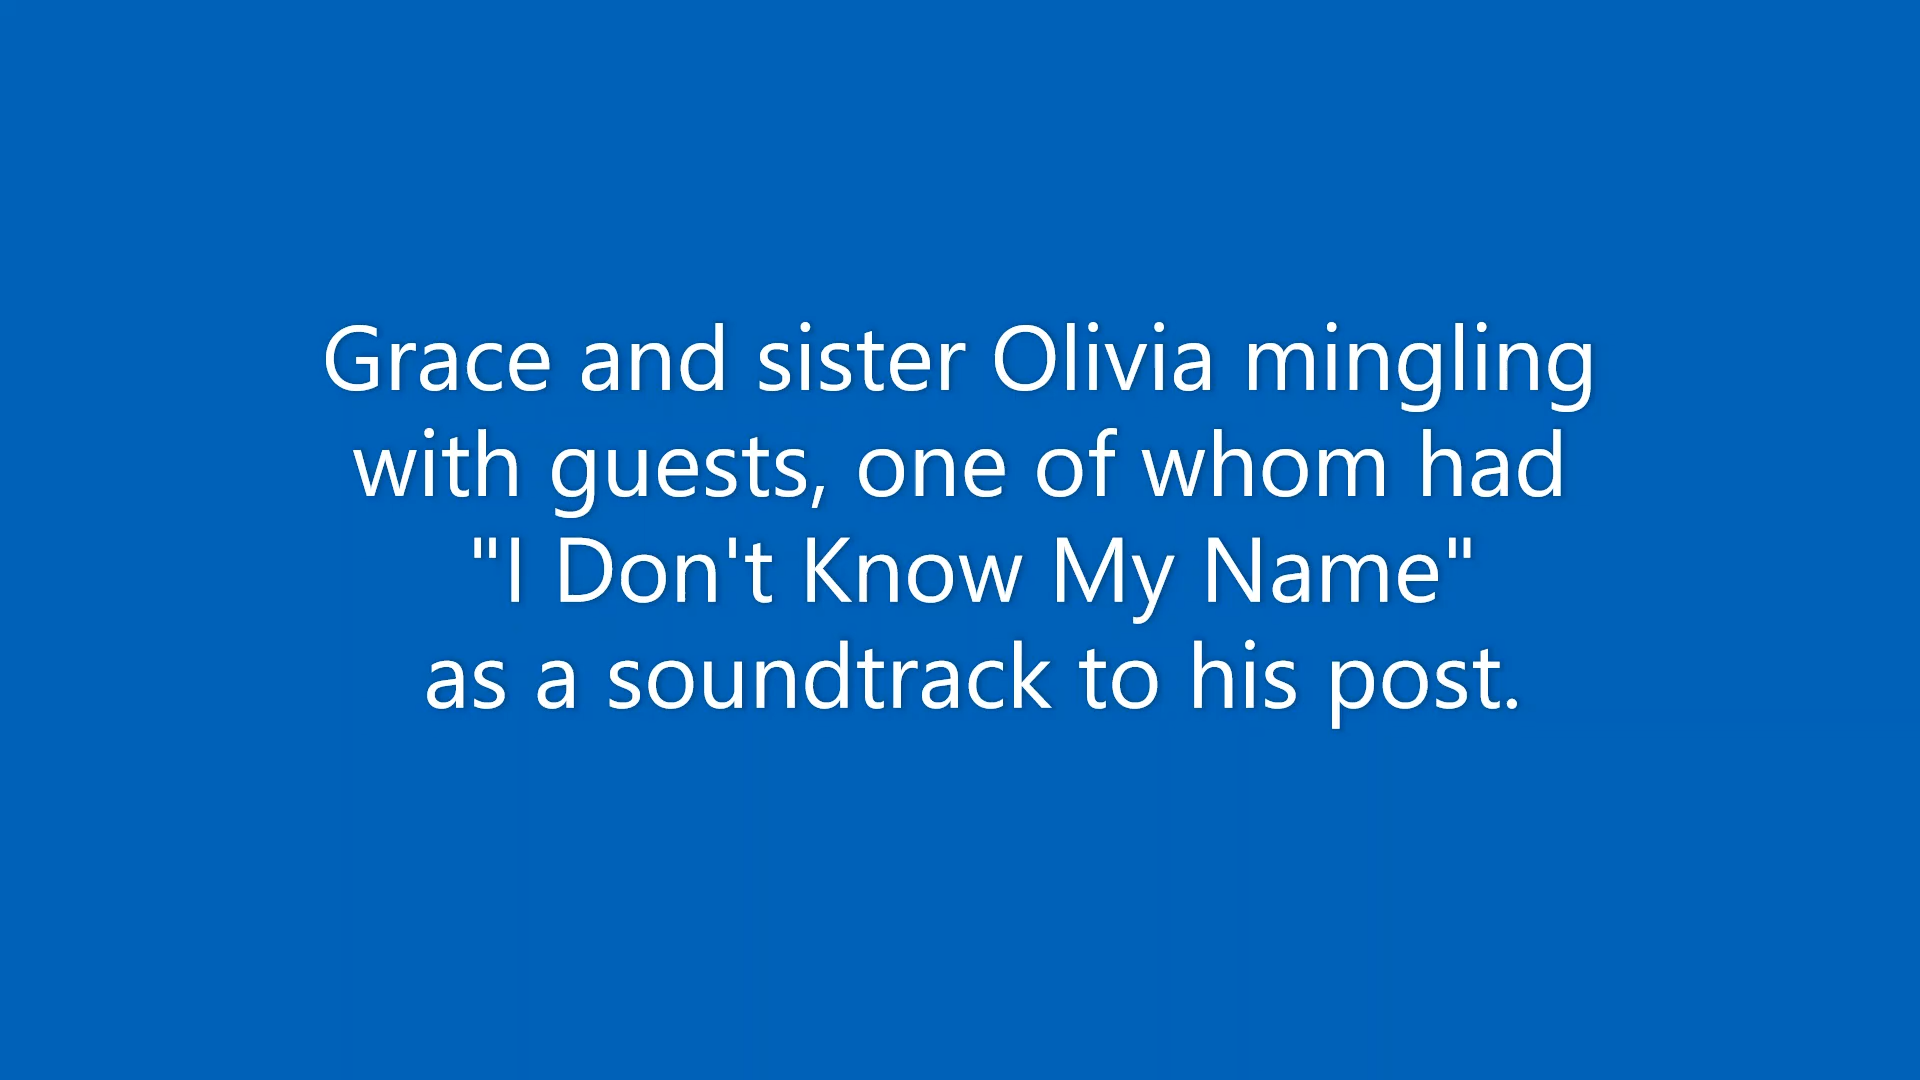 Grace and sister Olivia mingling
with guests, one of whom had
"I Don't Know My Name"
as a soundtrack to his post.